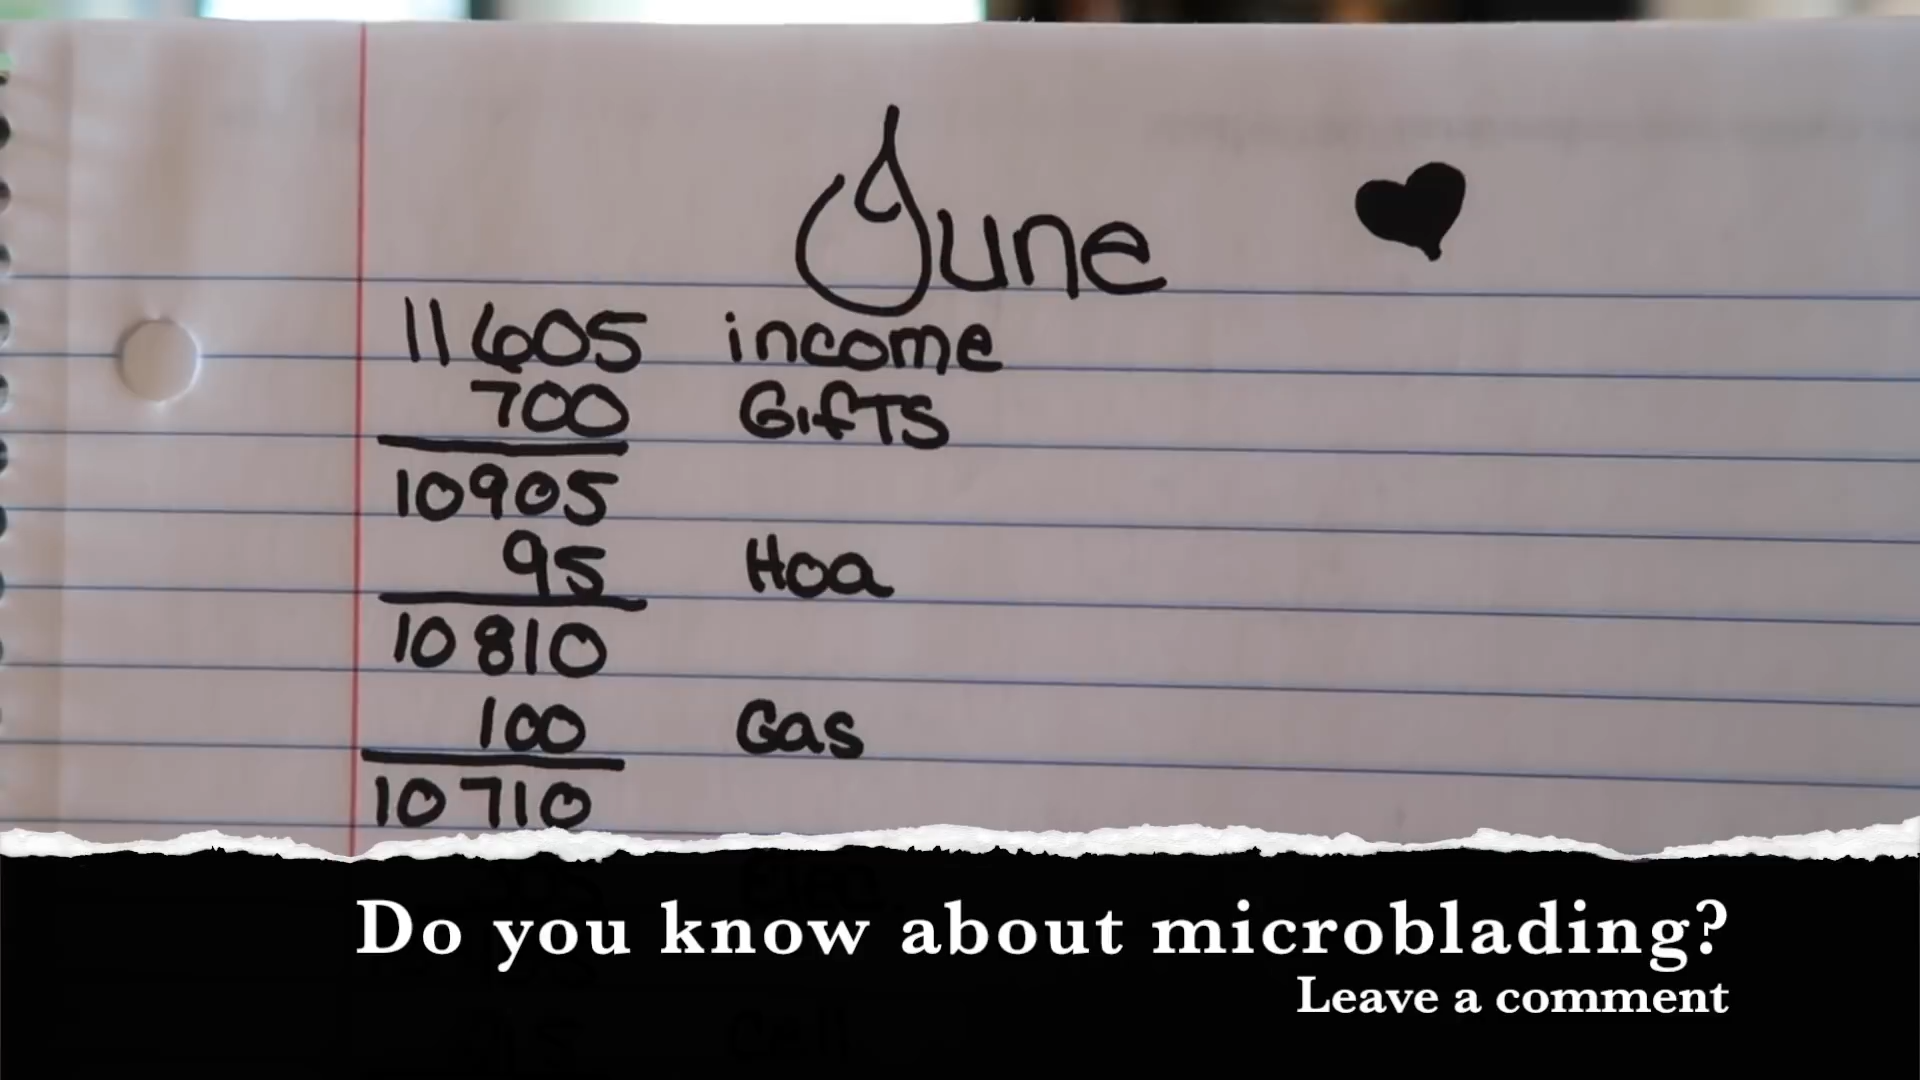 June
11605 income
700 Gifts
10905
95 Hoa
10810
100 Gas
10710
Do you know about microblading?
Leave a comment